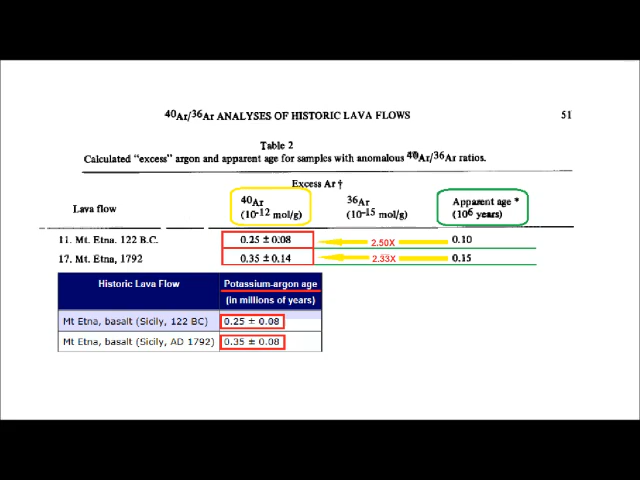 40Ar/36Ar ANALYSES OF HISTORIC LAVA FLOWS 51
Table 2
Calculated "excess" argon and apparent age for samples with anomalous 40Ar/36Ar ratios.
Excess Ar †
Lava flow 40Ar (10-12 mol/g) 36Ar (10-15 mol/g) Apparent age * (106 years)
11. Mt. Etna. 122 B.C. 0.25 ± 0.08 2.50X 0.10
17. Mt. Etna, 1792 0.35 ± 0.14 2.33X 0.15
Historic Lava Flow Potassium-argon age
(in millions of years)
Mt Etna, basalt (Sicily, 122 BC) 0.25 ± 0.08
Mt Etna, basalt (Sicily, AD 1792) 0.35 ± 0.08